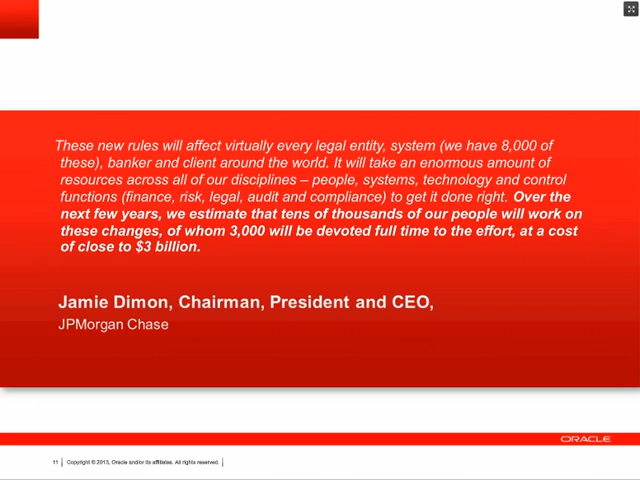 These new rules will affect virtually every legal entity, system (we have 8,000 of
these), banker and client around the world. It will take an enormous amount of
resources across all of our disciplines – people, systems, technology and control
functions (finance, risk, legal, audit and compliance) to get it done right. Over the
next few years, we estimate that tens of thousands of our people will work on
these changes, of whom 3,000 will be devoted full time to the effort, at a cost
of close to $3 billion.
Jamie Dimon, Chairman, President and CEO,
JPMorgan Chase
ORACLE
11 | Copyright © 2013, Oracle and/or its affiliates. All rights reserved. |